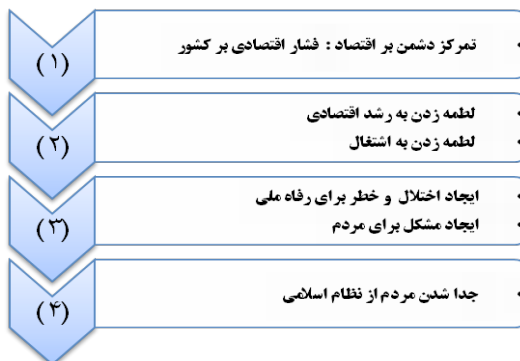 (۱)
تمرکز دشمن بر اقتصاد : فشار اقتصادی بر کشور
(۲)
لطمه زدن به رشد اقتصادی
لطمه زدن به اشتغال
(۳)
ایجاد اختلال و خطر برای رفاه ملی
ایجاد مشکل برای مردم
(۴)
جدا شدن مردم از نظام اسلامی